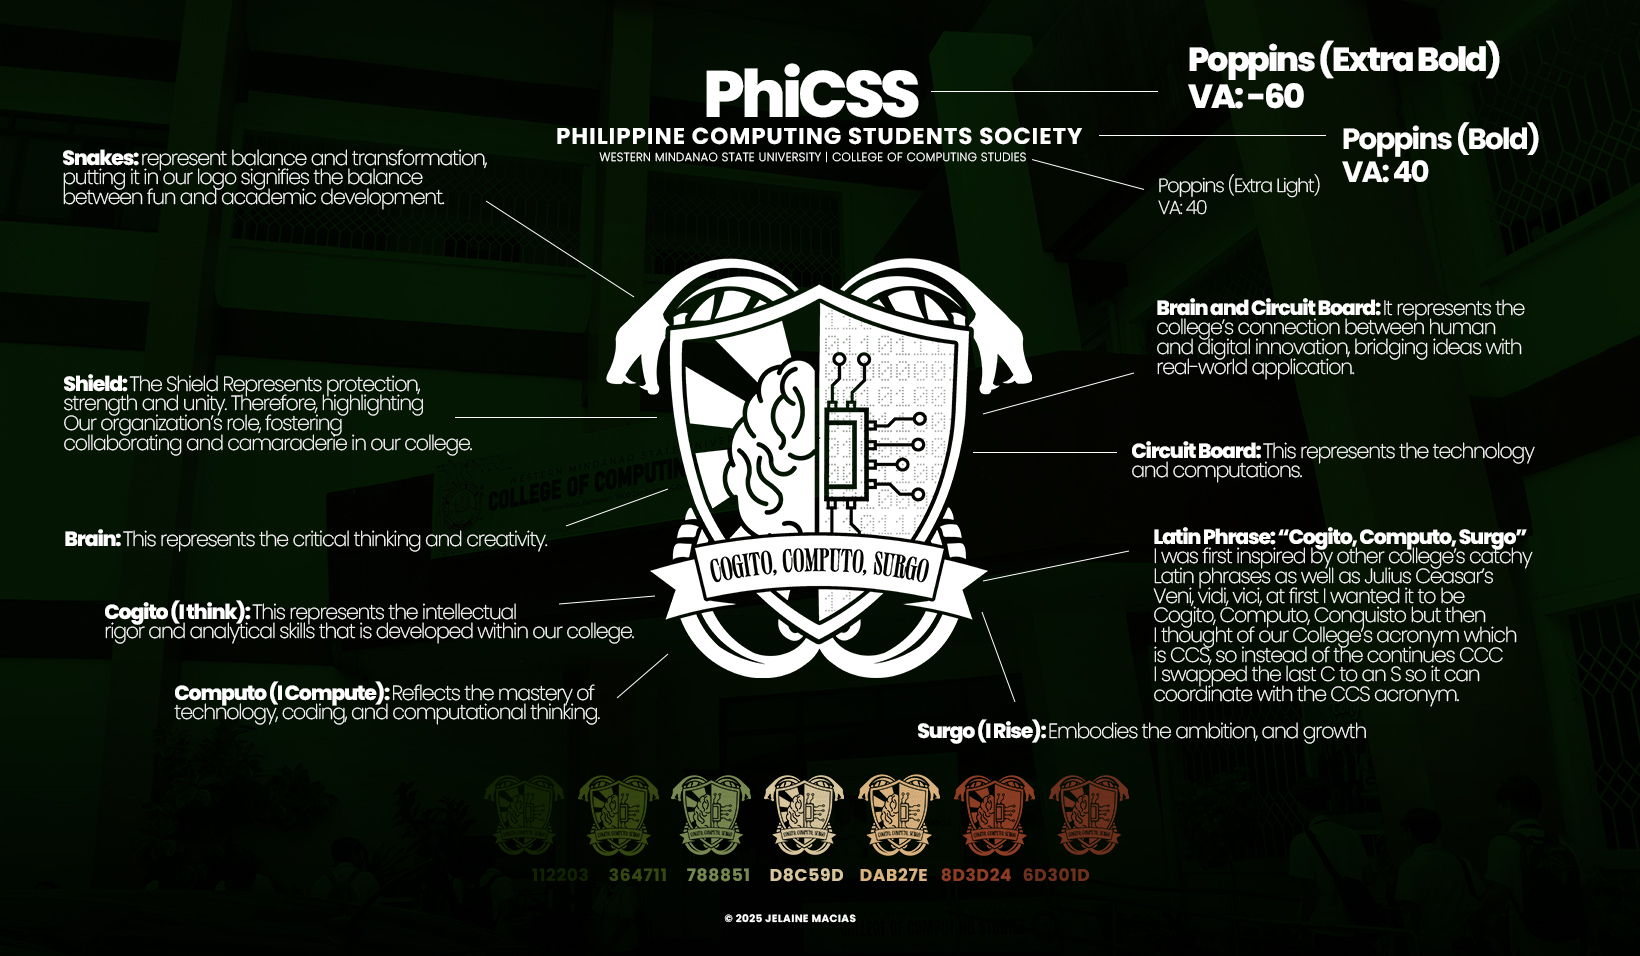 PhiCSS
PHILIPPINE COMPUTING STUDENTS SOCIETY
WESTERN MINDANAO STATE UNIVERSITY | COLLEGE OF COMPUTING STUDIES
Poppins (Extra Bold)
VA: -60
Poppins (Bold)
VA: 40
Poppins (Extra Light)
VA: 40
Snakes: represent balance and transformation,
putting it in our logo signifies the balance
between fun and academic development.
Shield: The Shield Represents protection,
strength and unity. Therefore, highlighting
Our organization's role, fostering
collaborating and camaraderie in our college.
Brain: This represents the critical thinking and creativity.
Cogito (I think): This represents the intellectual
rigor and analytical skills that is developed within our college.
Computo (I Compute): Reflects the mastery of
technology, coding, and computational thinking.
COGITO, COMPUTO, SURGO
Brain and Circuit Board: It represents the
college's connection between human
and digital innovation, bridging ideas with
real-world application.
Circuit Board: This represents the technology
and computations.
Latin Phrase: “Cogito, Computo, Surgo”
I was first inspired by other college's catchy
Latin phrases as well as Julius Ceasar's
Veni, vidi, vici, at first I wanted it to be
Cogito, Computo, Conquisto but then
I thought of our College's acronym which
is CCS, so instead of the continues CCC
I swapped the last C to an S so it can
coordinate with the CCS acronym.
Surgo (I Rise): Embodies the ambition, and growth
WESTERN MINDANAO STATE UNIVE
COLLEGE OF COMPUTIN
112203 364711 788851 D8C59D DAB27E 8D3D24 6D301D
© 2025 JELAINE MACIAS